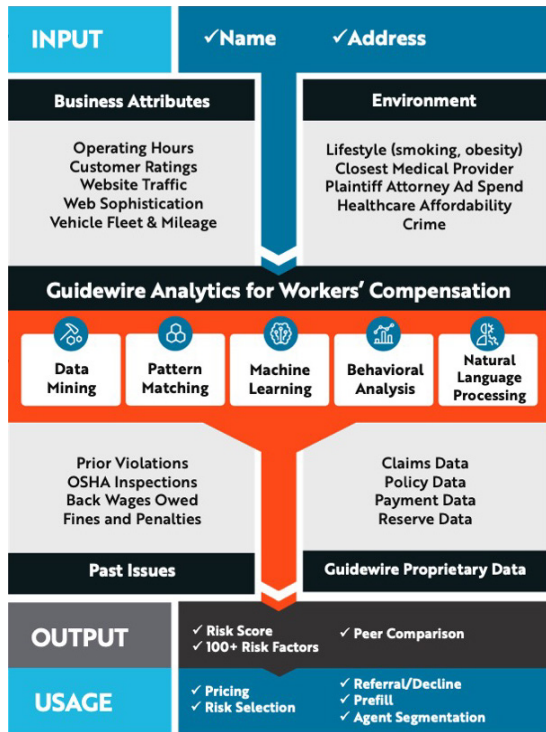 INPUT
✓Name
✓Address
Business Attributes
Operating Hours
Customer Ratings
Website Traffic
Web Sophistication
Vehicle Fleet & Mileage
Environment
Lifestyle (smoking, obesity)
Closest Medical Provider
Plaintiff Attorney Ad Spend
Healthcare Affordability
Crime
Guidewire Analytics for Workers’ Compensation
Data
Mining
Pattern
Matching
Machine
Learning
Behavioral
Analysis
Natural
Language
Processing
Prior Violations
OSHA Inspections
Back Wages Owed
Fines and Penalties
Past Issues
Claims Data
Policy Data
Payment Data
Reserve Data
Guidewire Proprietary Data
OUTPUT
✓ Risk Score
✓ 100+ Risk Factors
✓ Peer Comparison
USAGE
✓ Pricing
✓ Risk Selection
✓ Referral/Decline
✓ Prefill
✓ Agent Segmentation